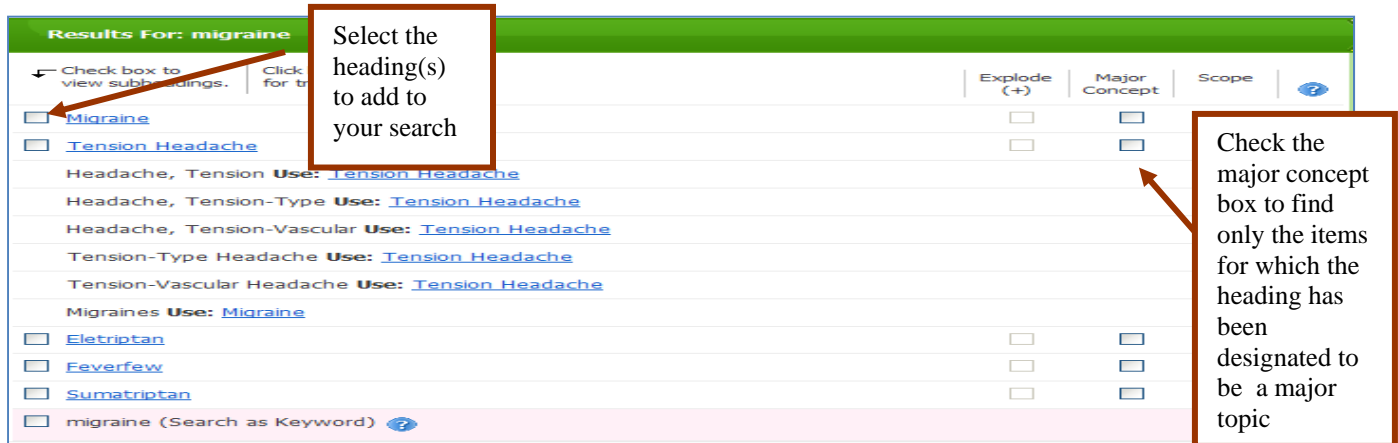 Results For: migraine
Select the
heading(s)
to add to
your search
Check box to
view subheadings.
Click
for tr
Explode
(+)
Major
Concept
Scope
?
Migraine
Tension Headache
Headache, Tension Use: Tension Headache
Headache, Tension-Type Use: Tension Headache
Headache, Tension-Vascular Use: Tension Headache
Tension-Type Headache Use: Tension Headache
Tension-Vascular Headache Use: Tension Headache
Migraines Use: Migraine
Eletriptan
Feverfew
Sumatriptan
migraine (Search as Keyword) ?
Check the
major concept
box to find
only the items
for which the
heading has
been
designated to
be a major
topic